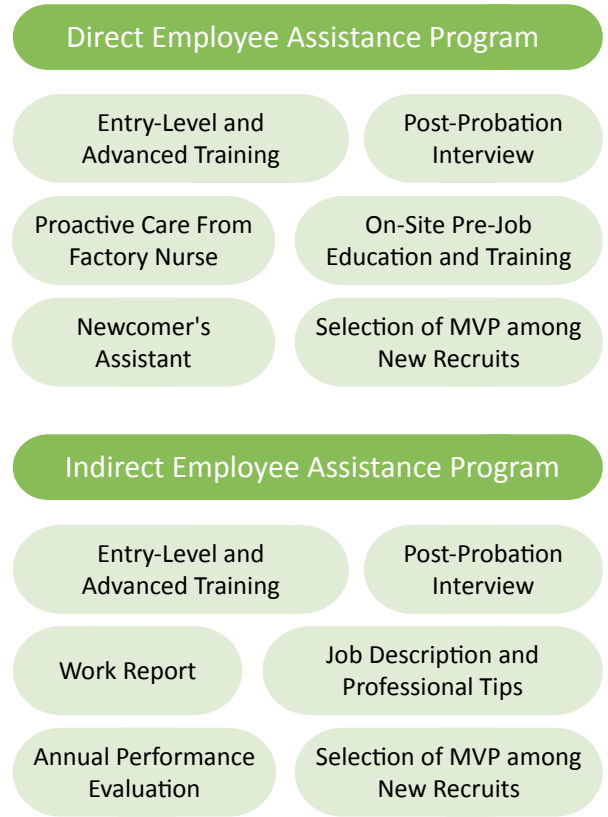 Direct Employee Assistance Program
Entry-Level and
Advanced Training
Post-Probation
Interview
Proactive Care From
Factory Nurse
On-Site Pre-Job
Education and Training
Newcomer's
Assistant
Selection of MVP among
New Recruits
Indirect Employee Assistance Program
Entry-Level and
Advanced Training
Post-Probation
Interview
Work Report
Job Description and
Professional Tips
Annual Performance
Evaluation
Selection of MVP among
New Recruits